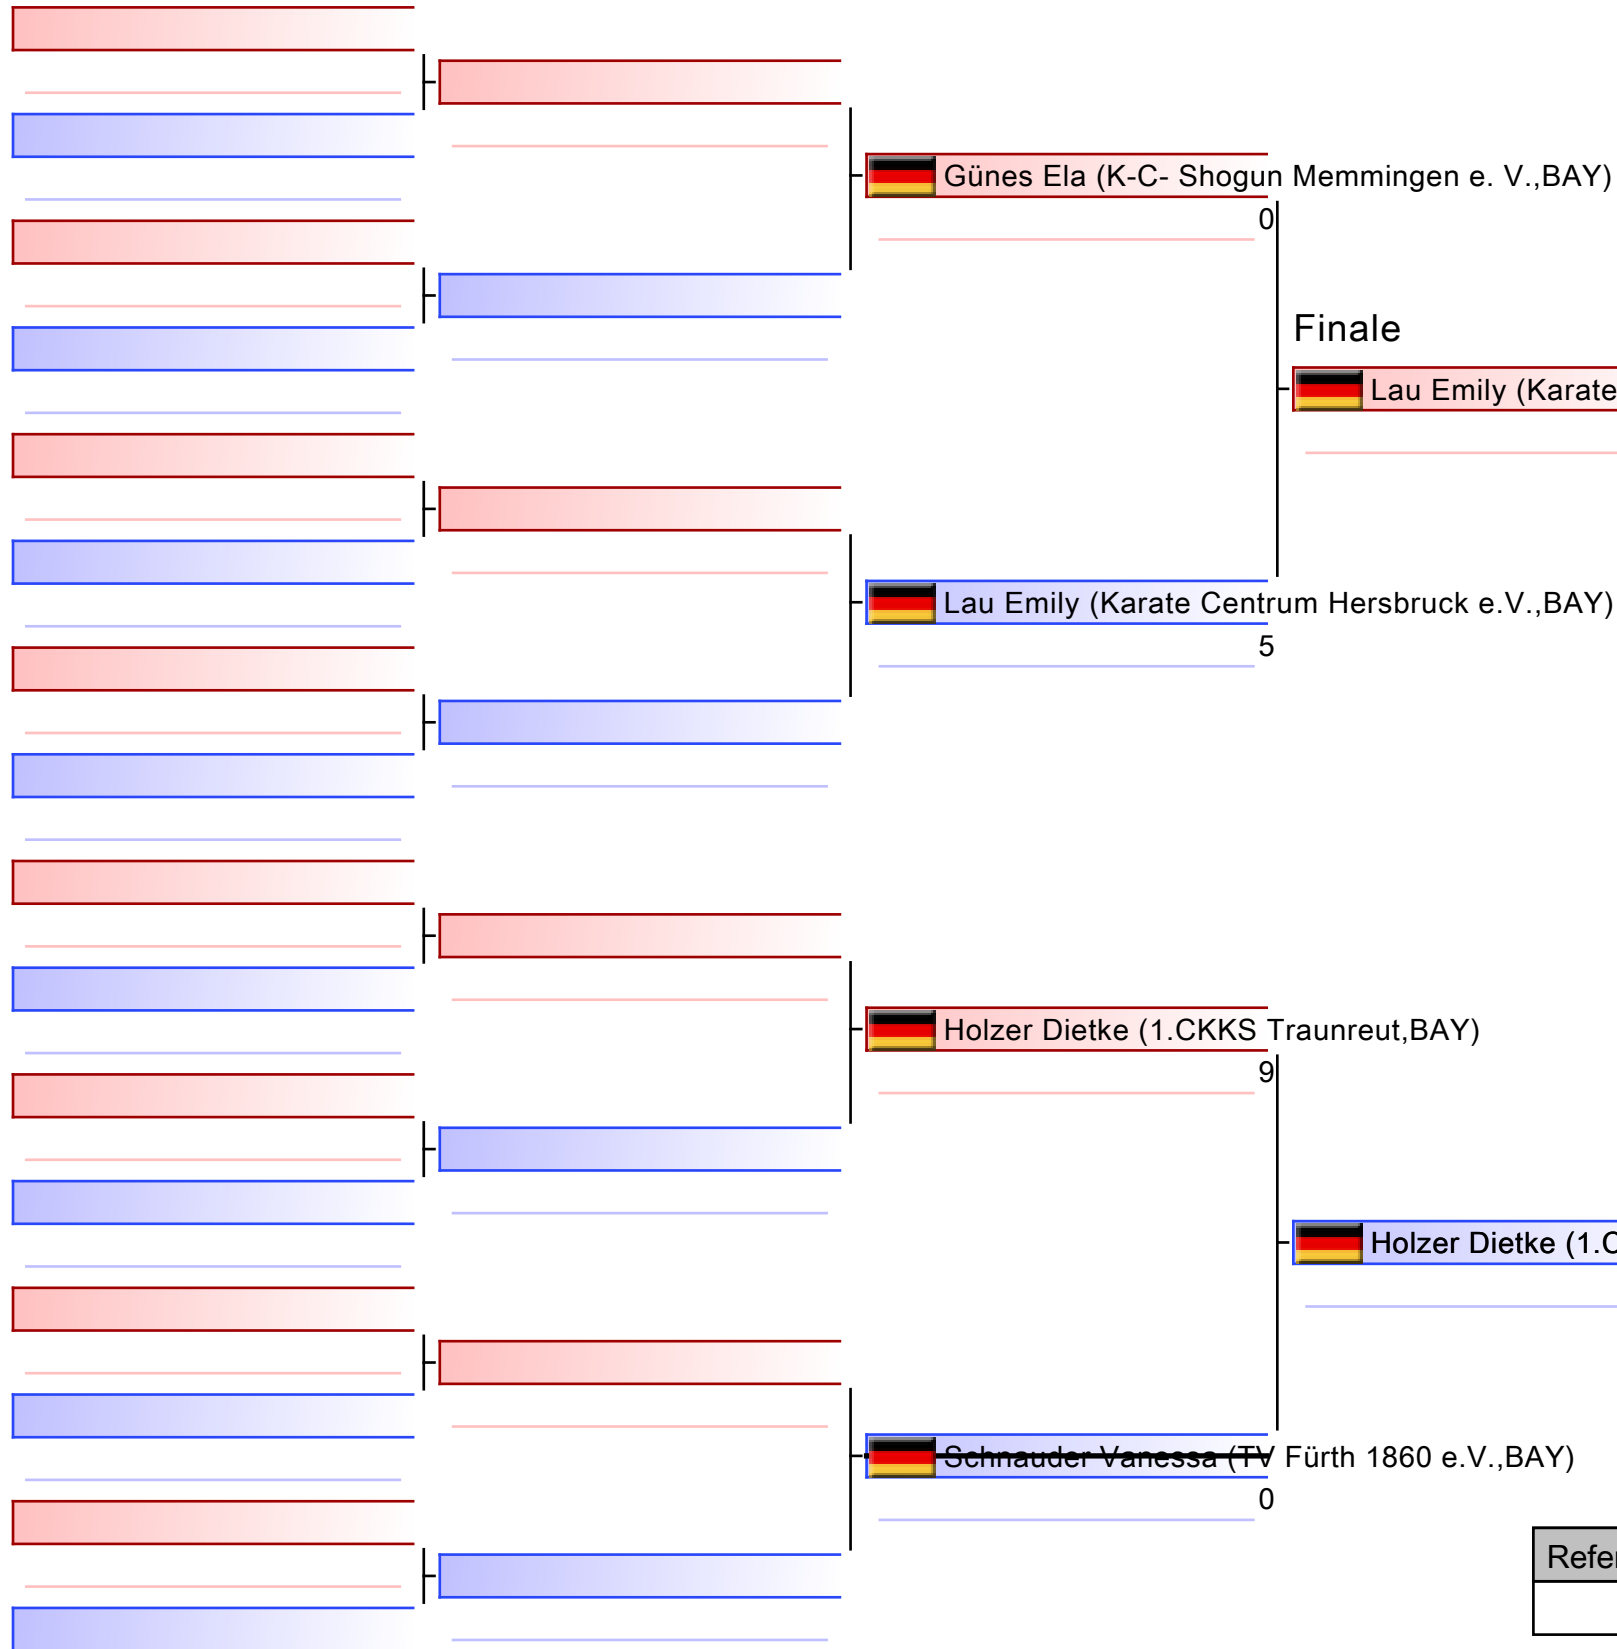 Günes Ela (K-C- Shogun Memmingen e. V.,BAY)
0
Finale
Lau Emily (Karate
Lau Emily (Karate Centrum Hersbruck e.V.,BAY)
5
Holzer Dietke (1.CKKS Traunreut,BAY)
9
Holzer Dietke (1.C
Schnauder Vanessa (TV Fürth 1860 e.V.,BAY)
0
Refer